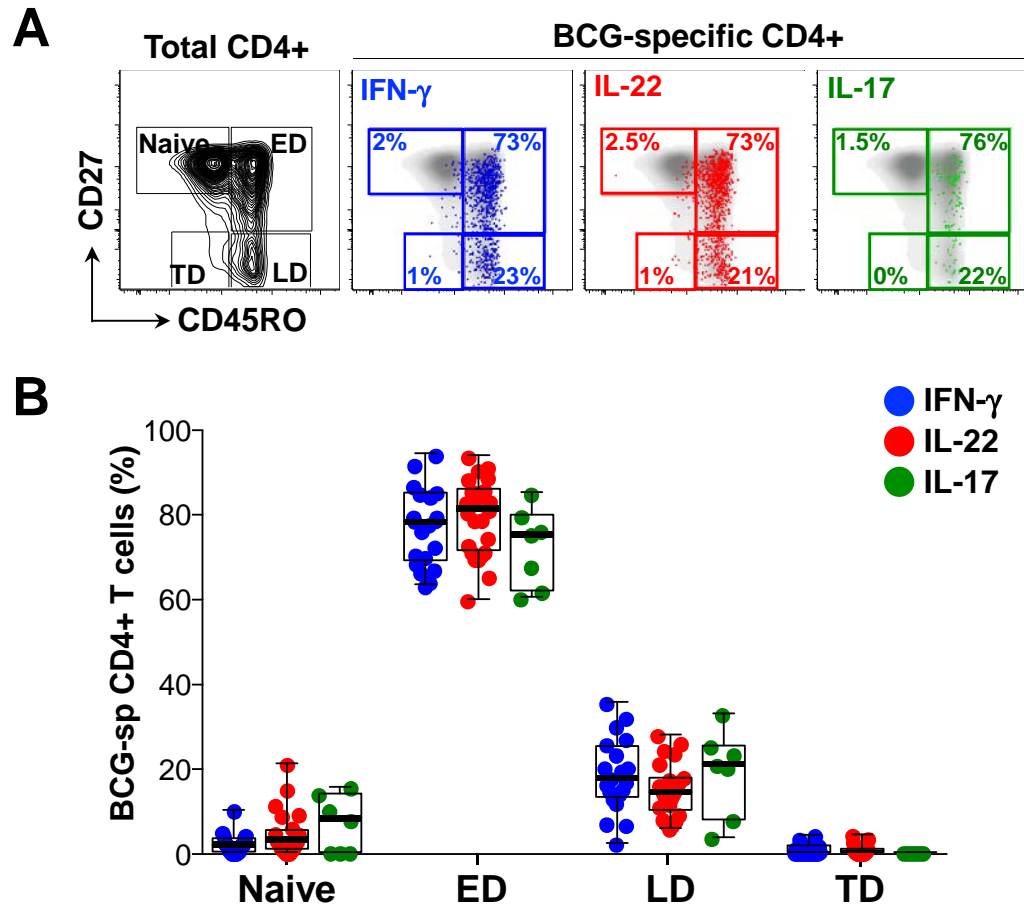 A
Total CD4+
BCG-specific CD4+
Naive
ED
TD
LD
CD27
CD45RO
IFN-γ
2%
73%
1%
23%
IL-22
2.5%
73%
1%
21%
IL-17
1.5%
76%
0%
22%
B
IFN-γ
IL-22
IL-17
BCG-sp CD4+ T cells (%)
100
80
60
40
20
0
Naive
ED
LD
TD